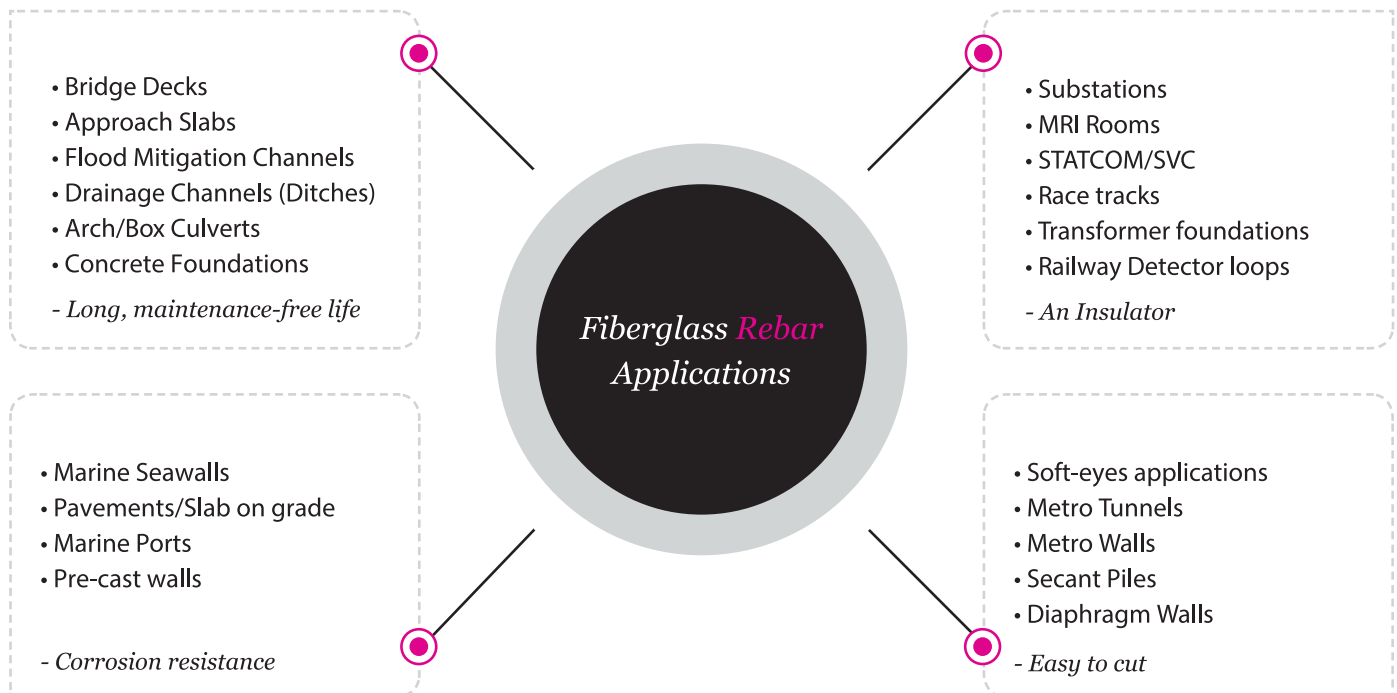 • Bridge Decks
• Approach Slabs
• Flood Mitigation Channels
• Drainage Channels (Ditches)
• Arch/Box Culverts
• Concrete Foundations
- Long, maintenance-free life
• Substations
• MRI Rooms
• STATCOM/SVC
• Race tracks
• Transformer foundations
• Railway Detector loops
- An Insulator
Fiberglass Rebar
Applications
• Marine Seawalls
• Pavements/Slab on grade
• Marine Ports
• Pre-cast walls
- Corrosion resistance
• Soft-eyes applications
• Metro Tunnels
• Metro Walls
• Secant Piles
• Diaphragm Walls
- Easy to cut